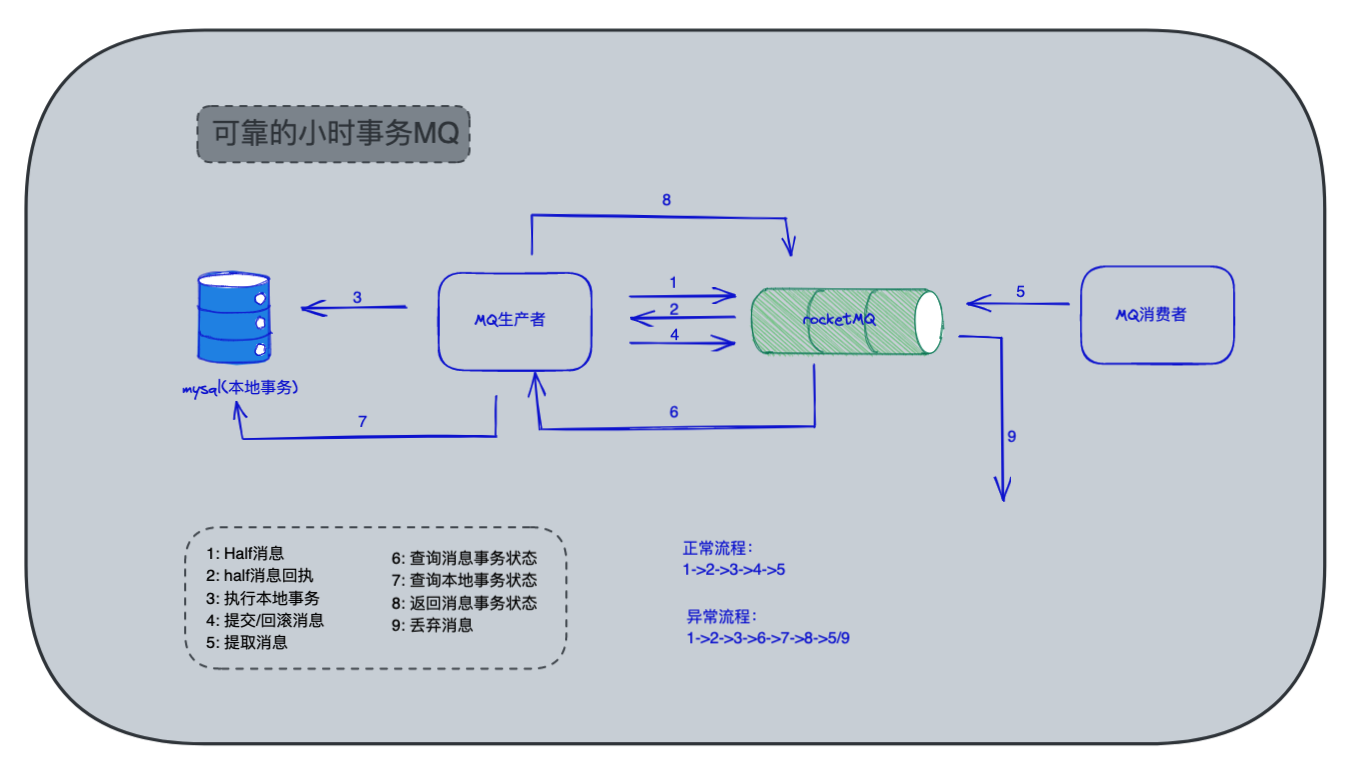 可靠的小时事务MQ
8
3
1
2
4
5
MQ生产者
rocketMQ
MQ消费者
mysql(本地事务)
7
6
9
1: Half消息
2: half消息回执
3: 执行本地事务
4: 提交/回滚消息
5: 提取消息
6: 查询消息事务状态
7: 查询本地事务状态
8: 返回消息事务状态
9: 丢弃消息
正常流程：
1->2->3->4->5
异常流程：
1->2->3->6->7->8->5/9